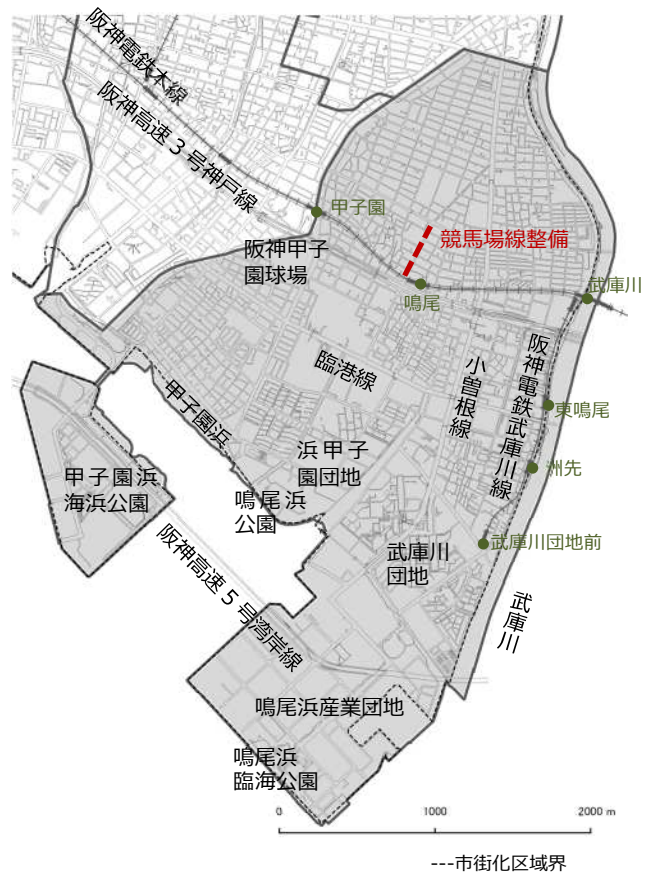 阪神電鉄本線
阪神高速3号神戸線
甲子園
競馬場線整備
阪神甲子
園球場
鳴尾
武庫川
臨港線
小曽根線
阪神電鉄武庫川線
東鳴尾
甲子園浜
浜甲子
園団地
洲先
甲子園浜
海浜公園
鳴尾浜
公園
武庫川
団地
武庫川団地前
阪神高速5号湾岸線
武庫川
鳴尾浜産業団地
鳴尾浜
臨海公園
0 1000 2000 m
---市街化区域界